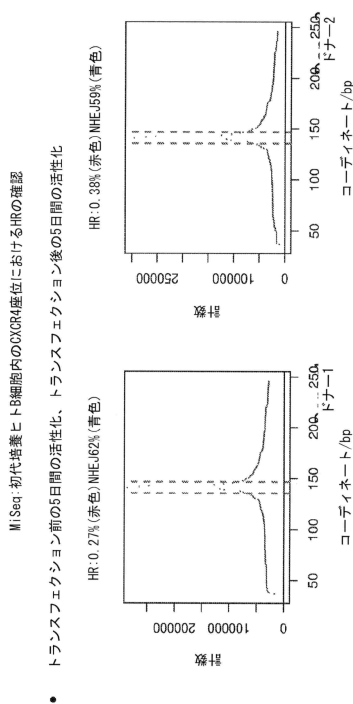 MiSeq:初代培養ヒトB細胞内のCXCR4座位におけるHRの確認
• トランスフェクション前の5日間の活性化、トランスフェクション後の5日間の活性化
HR:0.27%(赤色)NHEJ62%(青色)
計数
0 100000 200000
50 100 150 200 250
ドナー1
コーディネート/bp
HR:0.38%(赤色)NHEJ59%(青色)
計数
0 100000 250000
50 100 150 200 250
ドナー2
コーディネート/bp